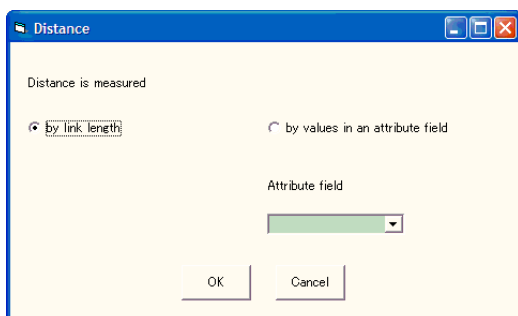 Distance
Distance is measured
by link length
by values in an attribute field
Attribute field
OK
Cancel